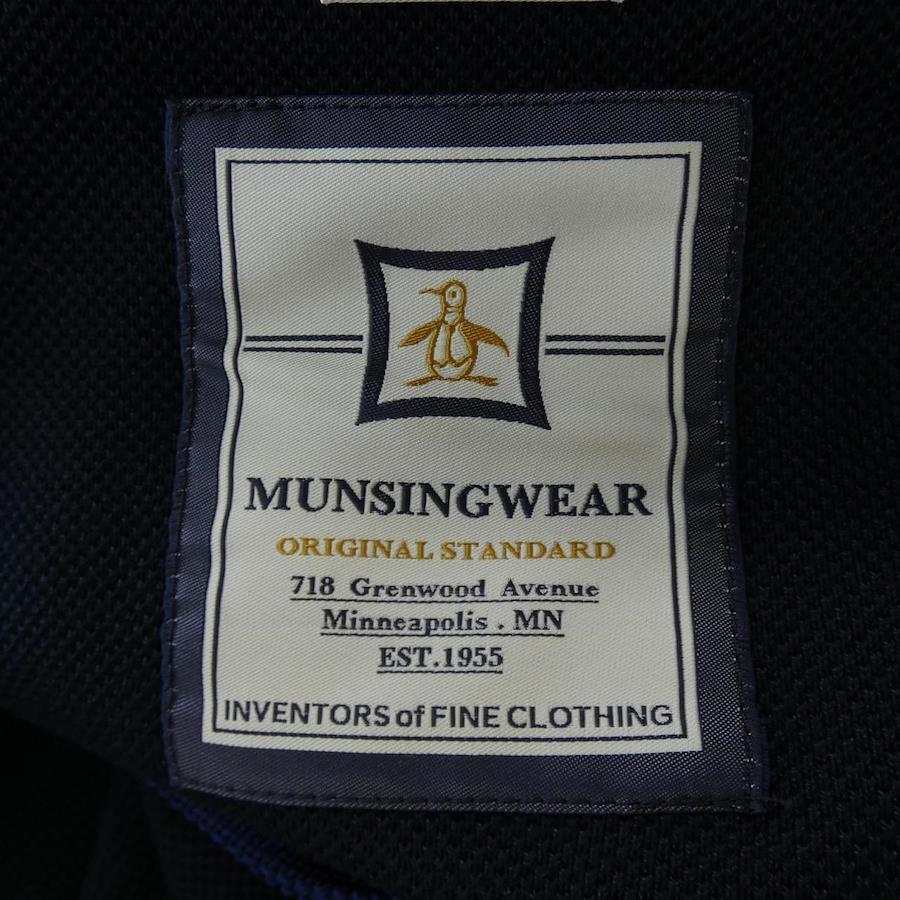 MUNSINGWEAR
ORIGINAL STANDARD
718 Grenwood Avenue
Minneapolis . MN
EST.1955
INVENTORS of FINE CLOTHING